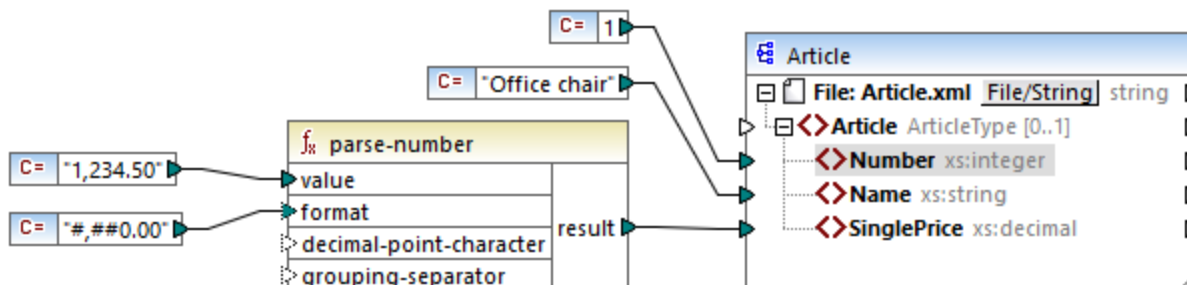 C= 1
Article
C= "Office chair"
File: Article.xml File/String string
Article ArticleType [0..1]
fx parse-number
C= "1,234.50"
value
Number xs:integer
format
Name xs:string
C= "#,##0.00"
result
SinglePrice xs:decimal
decimal-point-character
grouping-separator